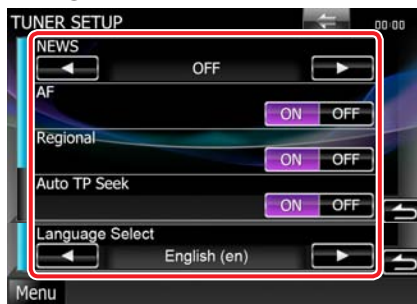 TUNER SETUP
00:00
NEWS
OFF
AF
ON OFF
Regional
ON OFF
Auto TP Seek
ON OFF
Language Select
English (en)
Menu